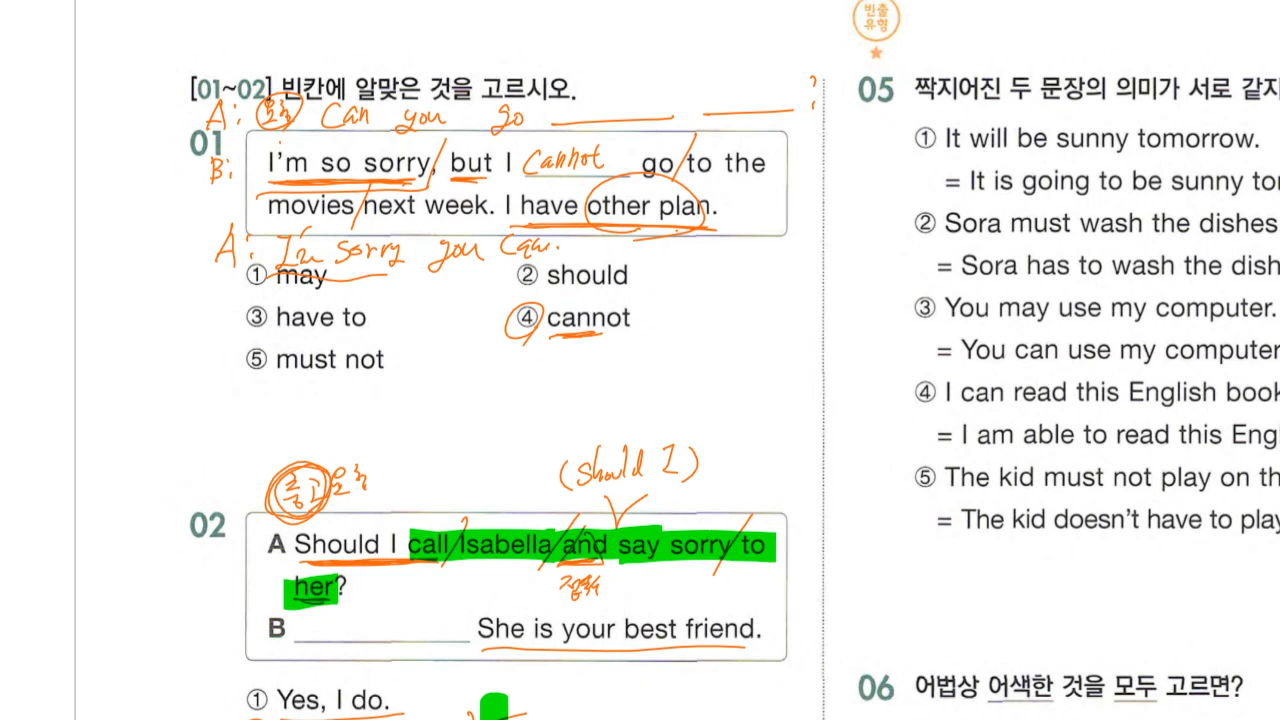 빈출
유형
[01~02] 빈칸에 알맞은 것을 고르시오.
A: Can you go ?
01
B: I'm so sorry, but I cannot go to the
movies next week. I have other plan.
A: I'm sorry you can.
① may
② should
③ have to
④ cannot
⑤ must not
(should I)
충고
02
A Should I call Isabella and say sorry to
her?
접속사
B She is your best friend.
① Yes, I do.
05 짝지어진 두 문장의 의미가 서로 같지
① It will be sunny tomorrow.
= It is going to be sunny to
② Sora must wash the dishes
= Sora has to wash the dish
③ You may use my computer.
= You can use my computer
④ I can read this English book
= I am able to read this Eng
⑤ The kid must not play on th
= The kid doesn't have to play
06 어법상 어색한 것을 모두 고르면?